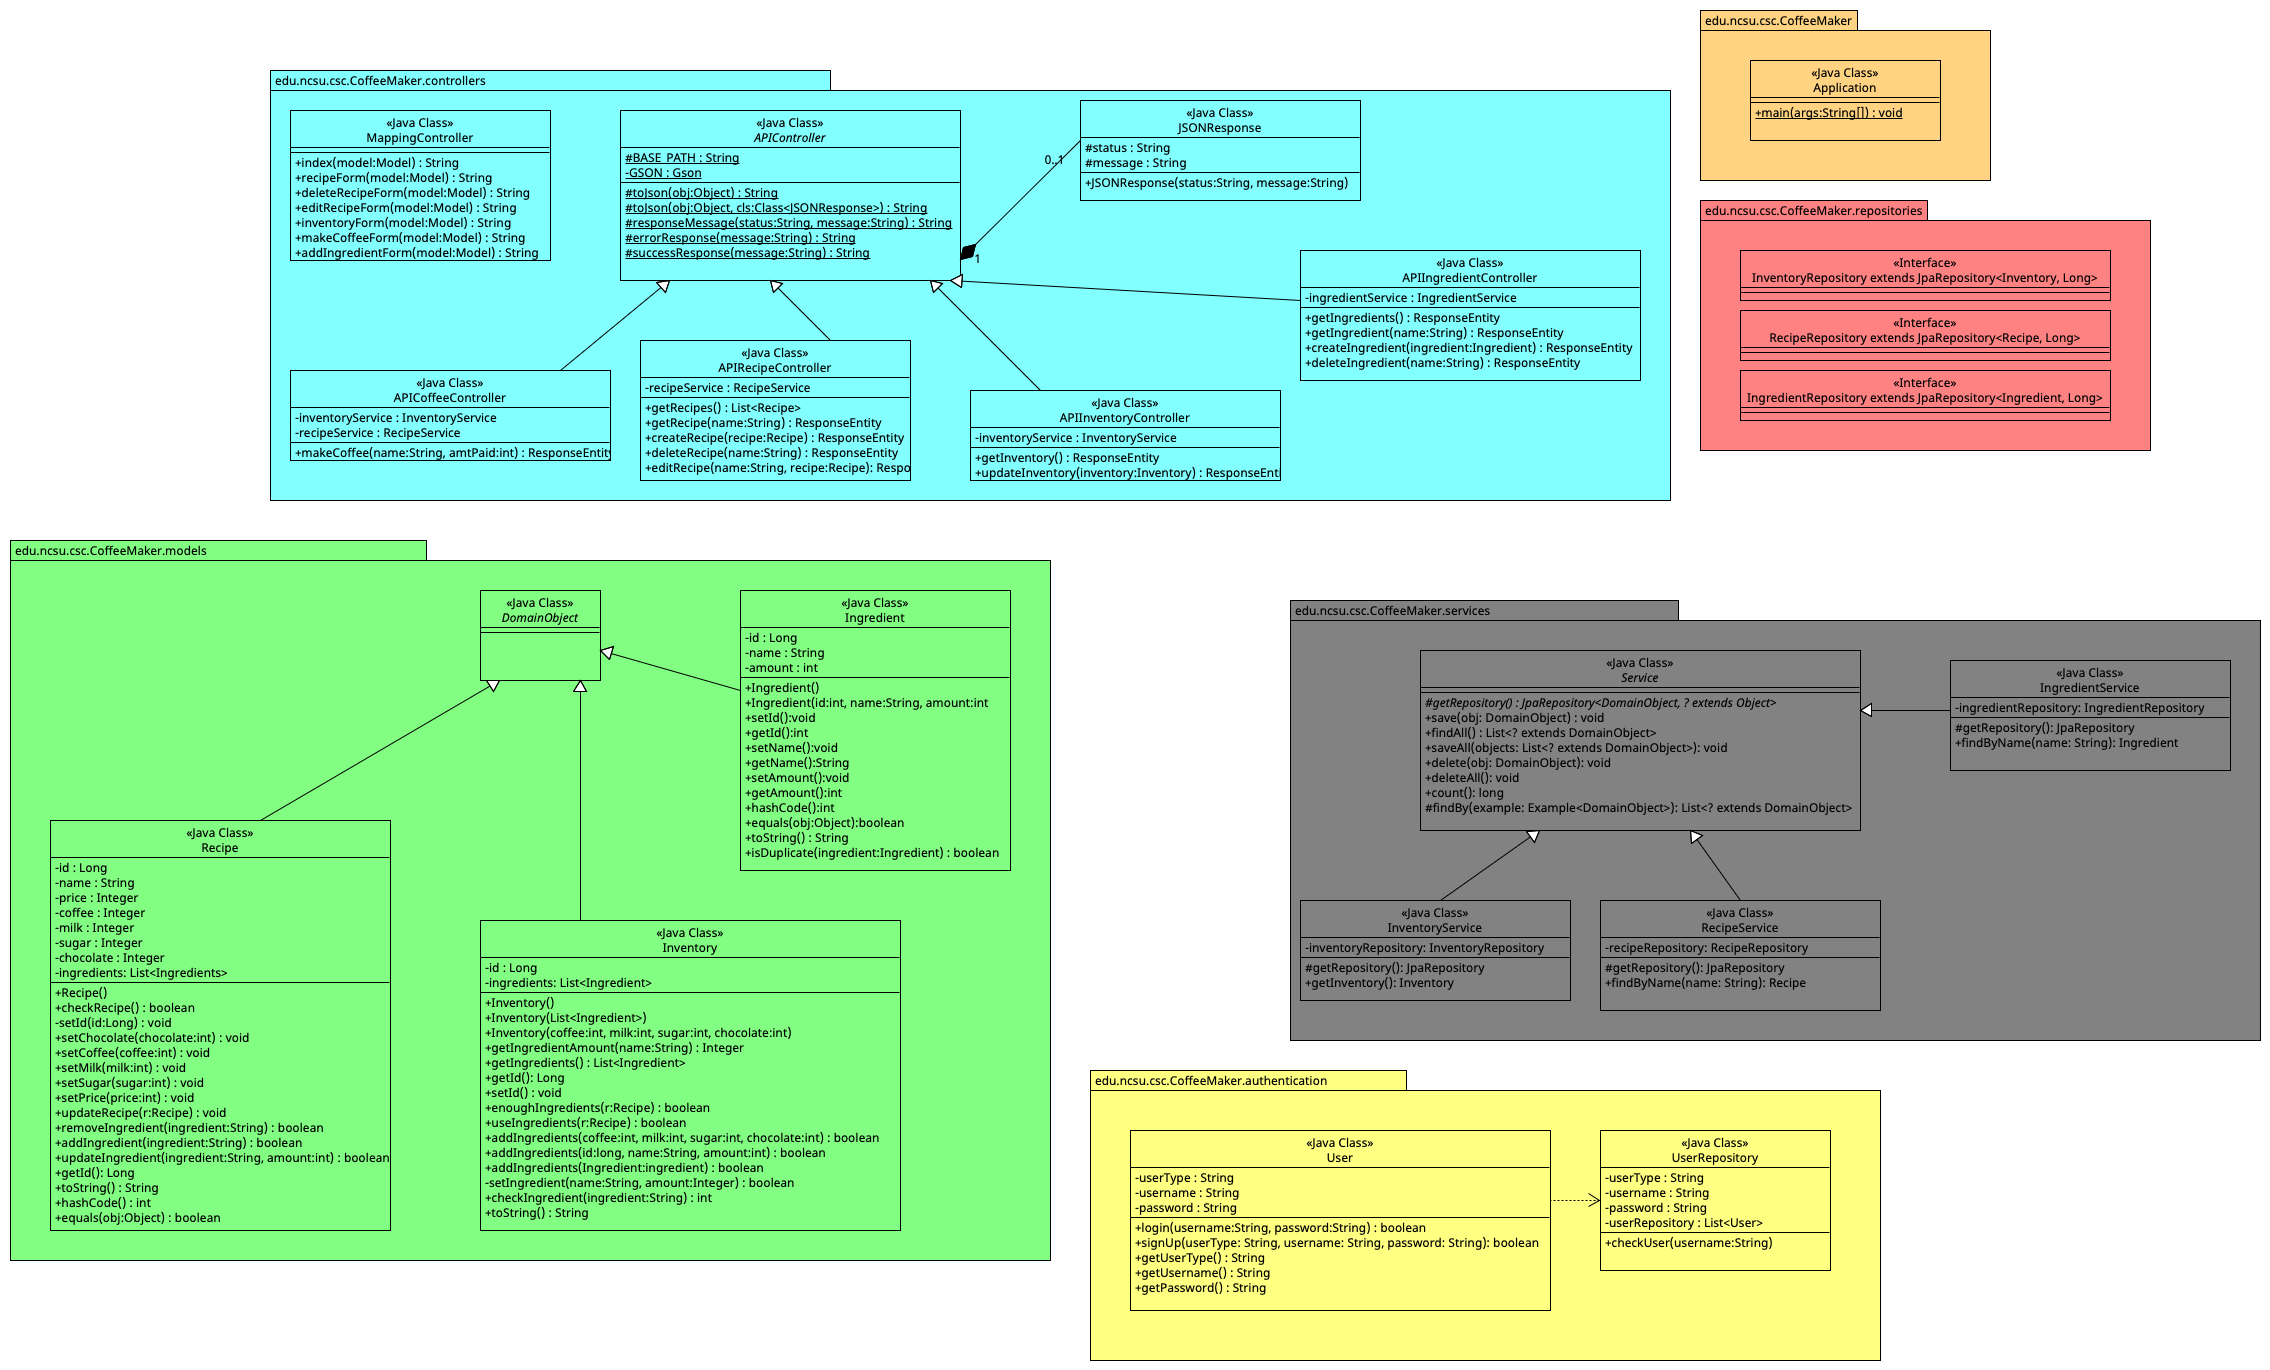 edu.ncsu.csc.CoffeeMaker
«Java Class»
Application
+main(args:String[]) : void
edu.ncsu.csc.CoffeeMaker.controllers
«Java Class»
MappingController
+index(model:Model) : String
+recipeForm(model:Model) : String
+deleteRecipeForm(model:Model) : String
+editRecipeForm(model:Model) : String
+inventoryForm(model:Model) : String
+makeCoffeeForm(model:Model) : String
+addIngredientForm(model:Model) : String
«Java Class»
APIController
#BASE_PATH : String
-GSON : Gson
#toJson(obj:Object) : String
#toJson(obj:Object, cls:Class<JSONResponse>) : String
#responseMessage(status:String, message:String) : String
#errorResponse(message:String) : String
#successResponse(message:String) : String
0..1
1
«Java Class»
JSONResponse
#status : String
#message : String
+JSONResponse(status:String, message:String)
«Java Class»
APIIngredientController
-ingredientService : IngredientService
+getIngredients() : ResponseEntity
+getIngredient(name:String) : ResponseEntity
+createIngredient(ingredient:Ingredient) : ResponseEntity
+deleteIngredient(name:String) : ResponseEntity
«Java Class»
APICoffeeController
-inventoryService : InventoryService
-recipeService : RecipeService
+makeCoffee(name:String, amtPaid:int) : ResponseEntity
«Java Class»
APIRecipeController
-recipeService : RecipeService
+getRecipes() : List<Recipe>
+getRecipe(name:String) : ResponseEntity
+createRecipe(recipe:Recipe) : ResponseEntity
+deleteRecipe(name:String) : ResponseEntity
+editRecipe(name:String, recipe:Recipe): Respo
«Java Class»
APIInventoryController
-inventoryService : InventoryService
+getInventory() : ResponseEntity
+updateInventory(inventory:Inventory) : ResponseEnti
edu.ncsu.csc.CoffeeMaker.repositories
«Interface»
InventoryRepository extends JpaRepository<Inventory, Long>
«Interface»
RecipeRepository extends JpaRepository<Recipe, Long>
«Interface»
IngredientRepository extends JpaRepository<Ingredient, Long>
edu.ncsu.csc.CoffeeMaker.models
«Java Class»
DomainObject
«Java Class»
Ingredient
-id : Long
-name : String
-amount : int
+Ingredient()
+Ingredient(id:int, name:String, amount:int
+setId():void
+getId():int
+setName():void
+getName():String
+setAmount():void
+getAmount():int
+hashCode():int
+equals(obj:Object):boolean
+toString() : String
+isDuplicate(ingredient:Ingredient) : boolean
«Java Class»
Recipe
-id : Long
-name : String
-price : Integer
-coffee : Integer
-milk : Integer
-sugar : Integer
-chocolate : Integer
-ingredients: List<Ingredients>
+Recipe()
+checkRecipe() : boolean
-setId(id:Long) : void
+setChocolate(chocolate:int) : void
+setCoffee(coffee:int) : void
+setMilk(milk:int) : void
+setSugar(sugar:int) : void
+setPrice(price:int) : void
+updateRecipe(r:Recipe) : void
+removeIngredient(ingredient:String) : boolean
+addIngredient(ingredient:String) : boolean
+updateIngredient(ingredient:String, amount:int) : boolean
+getId(): Long
+toString() : String
+hashCode() : int
+equals(obj:Object) : boolean
«Java Class»
Inventory
-id : Long
-ingredients: List<Ingredient>
+Inventory()
+Inventory(List<Ingredient>)
+Inventory(coffee:int, milk:int, sugar:int, chocolate:int)
+getIngredientAmount(name:String) : Integer
+getIngredients() : List<Ingredient>
+getId(): Long
+setId() : void
+enoughIngredients(r:Recipe) : boolean
+useIngredients(r:Recipe) : boolean
+addIngredients(coffee:int, milk:int, sugar:int, chocolate:int) : boolean
+addIngredients(id:long, name:String, amount:int) : boolean
+addIngredients(Ingredient:ingredient) : boolean
-setIngredient(name:String, amount:Integer) : boolean
+checkIngredient(ingredient:String) : int
+toString() : String
edu.ncsu.csc.CoffeeMaker.services
«Java Class»
Service
#getRepository() : JpaRepository<DomainObject, ? extends Object>
+save(obj: DomainObject) : void
+findAll() : List<? extends DomainObject>
+saveAll(objects: List<? extends DomainObject>): void
+delete(obj: DomainObject): void
+deleteAll(): void
+count(): long
#findBy(example: Example<DomainObject>): List<? extends DomainObject>
«Java Class»
IngredientService
-ingredientRepository: IngredientRepository
#getRepository(): JpaRepository
+findByName(name: String): Ingredient
«Java Class»
InventoryService
-inventoryRepository: InventoryRepository
#getRepository(): JpaRepository
+getInventory(): Inventory
«Java Class»
RecipeService
-recipeRepository: RecipeRepository
#getRepository(): JpaRepository
+findByName(name: String): Recipe
edu.ncsu.csc.CoffeeMaker.authentication
«Java Class»
User
-userType : String
-username : String
-password : String
+login(username:String, password:String) : boolean
+signUp(userType: String, username: String, password: String): boolean
+getUserType() : String
+getUsername() : String
+getPassword() : String
«Java Class»
UserRepository
-userType : String
-username : String
-password : String
-userRepository : List<User>
+checkUser(username:String)